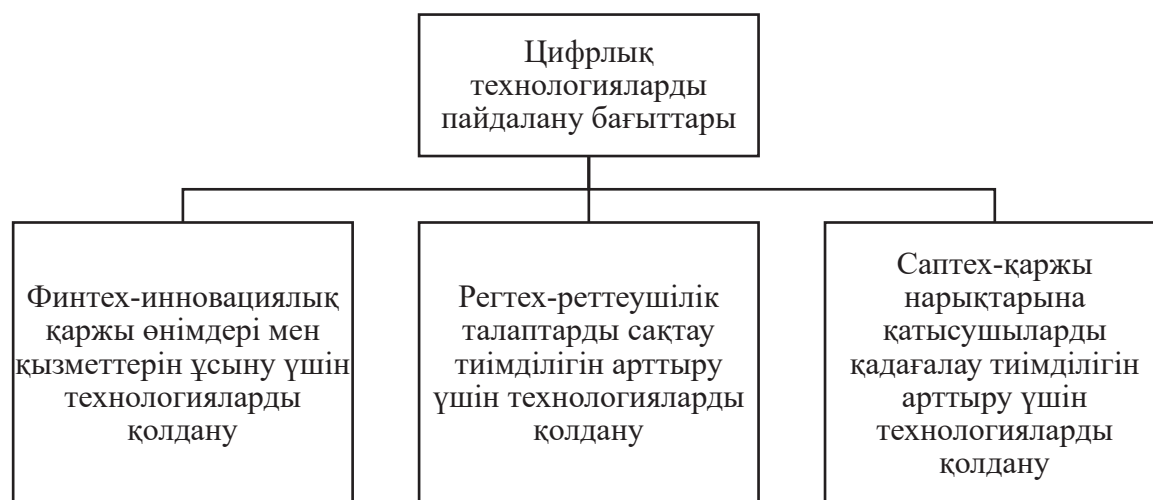 Цифрлық
технологияларды
пайдалану бағыттары
Финтех-инновациялық
қаржы өнімдері мен
қызметтерін ұсыну үшін
технологияларды
қолдану
Регтех-реттеушілік
талаптарды сақтау
тиімділігін арттыру
үшін технологияларды
қолдану
Саптех-қаржы
нарықтарына
қатысушыларды
қадағалау тиімділігін
арттыру үшін
технологияларды
қолдану